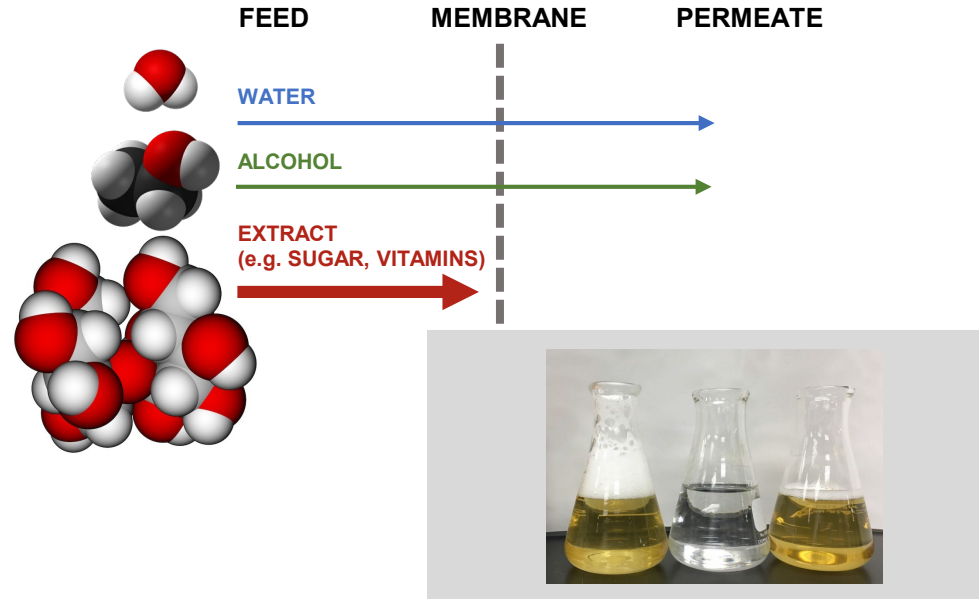 FEED MEMBRANE PERMEATE
WATER
ALCOHOL
EXTRACT
(e.g. SUGAR, VITAMINS)